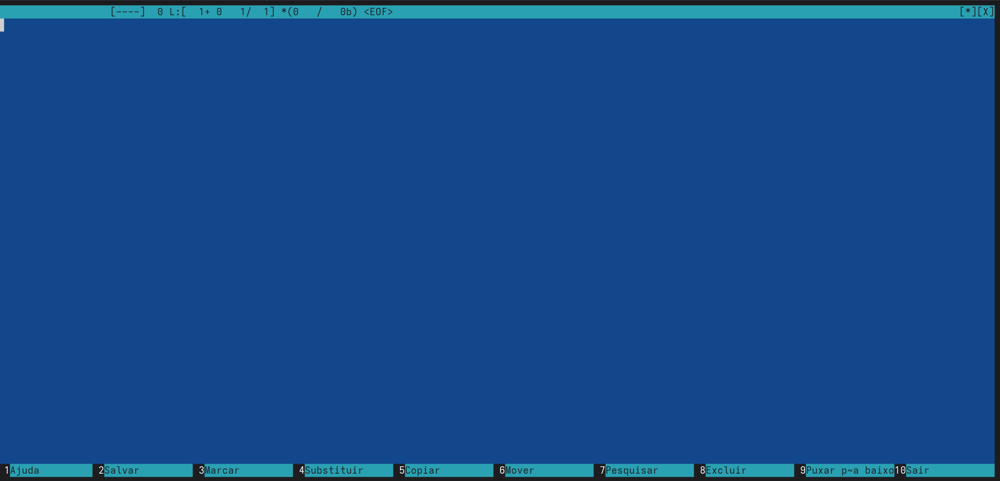 [----]  0 L:[  1+ 0   1/  1] *(0   /   0b) <EOF> [*][X]
1Ajuda 2Salvar 3Marcar 4Substituir 5Copiar 6Mover 7Pesquisar 8Excluir 9Puxar p~a baixo 10Sair